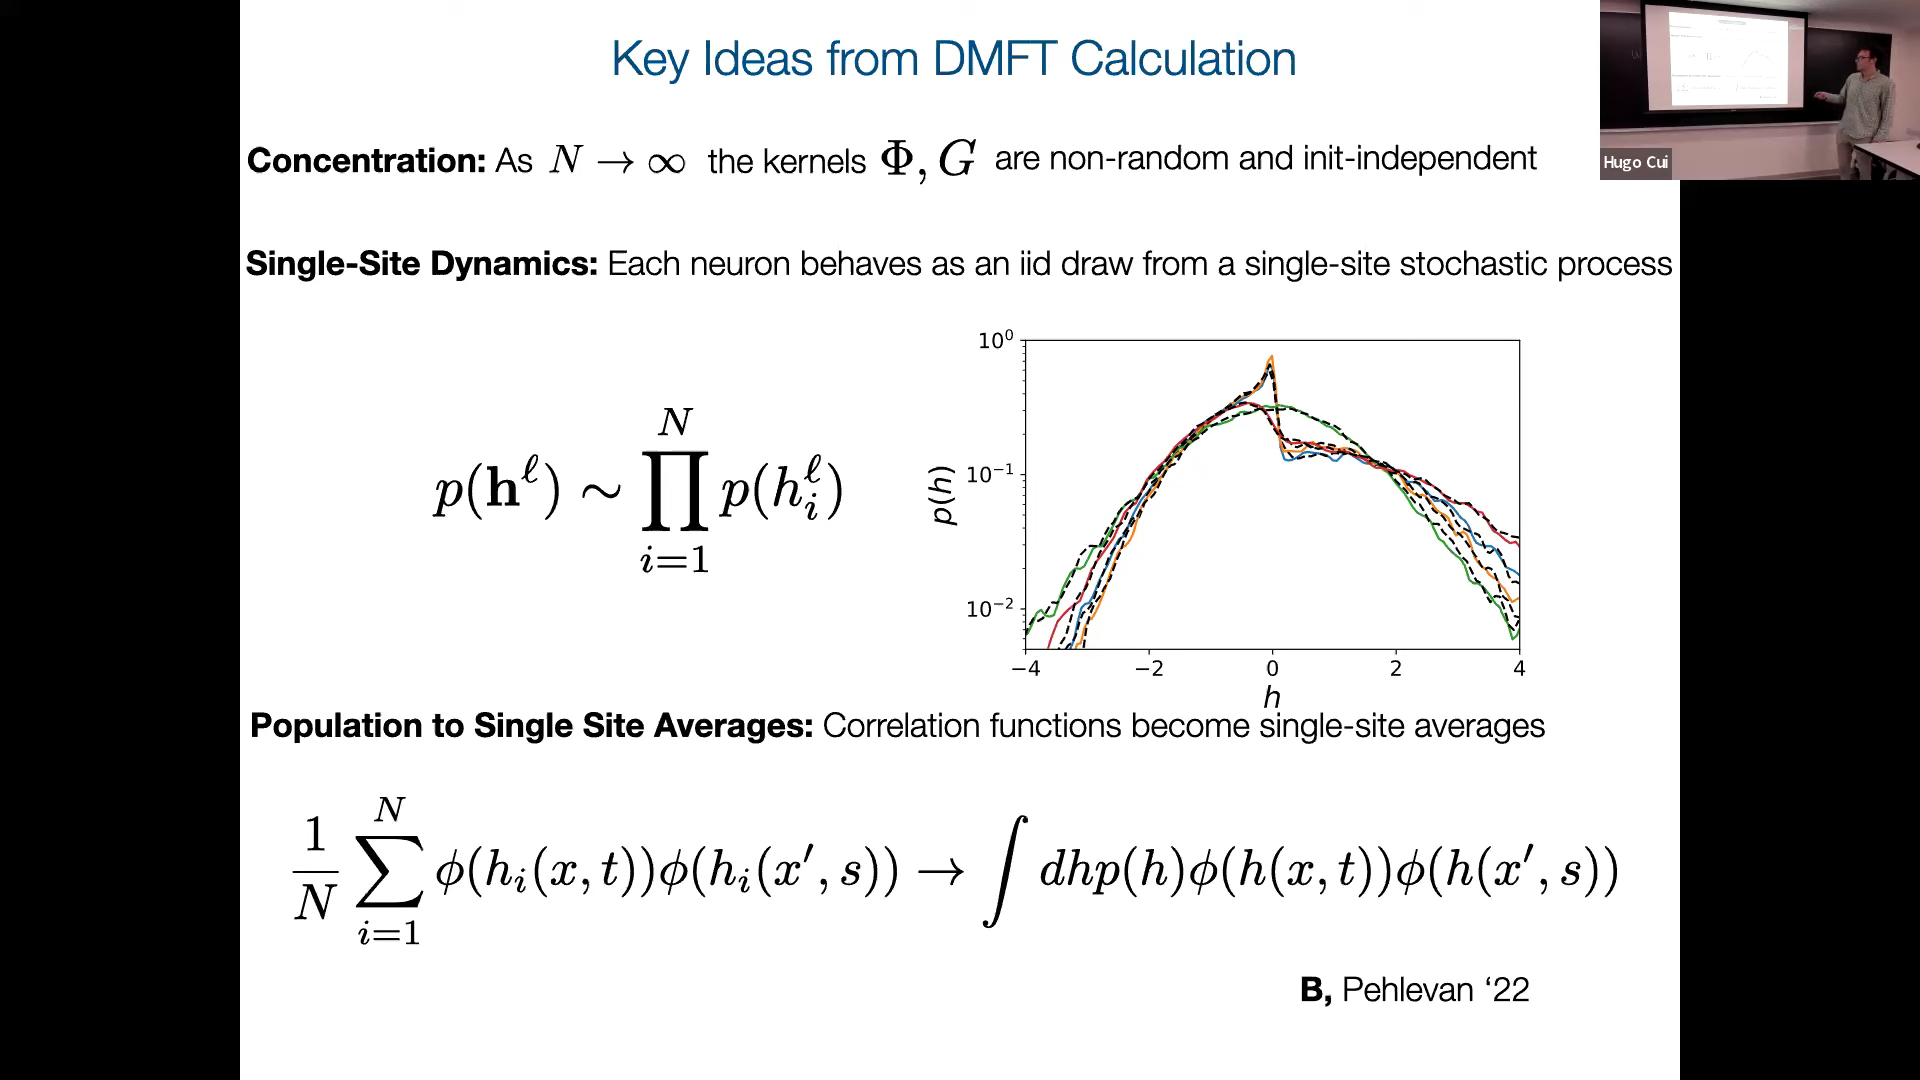 Key Ideas from DMFT Calculation
Concentration: As N → ∞ the kernels Φ, G are non-random and init-independent
Hugo Cui
Single-Site Dynamics: Each neuron behaves as an iid draw from a single-site stochastic process
p(𝐡^ℓ) ∼ ∏_{i=1}^{N} p(h_i^ℓ)
10^0
10^{−1}
10^{−2}
p(h)
−4 −2 0 2 4
h
Population to Single Site Averages: Correlation functions become single-site averages
\frac{1}{N} ∑_{i=1}^{N} ϕ(h_i(x, t))ϕ(h_i(x′, s)) → ∫ dhp(h)ϕ(h(x, t))ϕ(h(x′, s))
B, Pehlevan ‘22